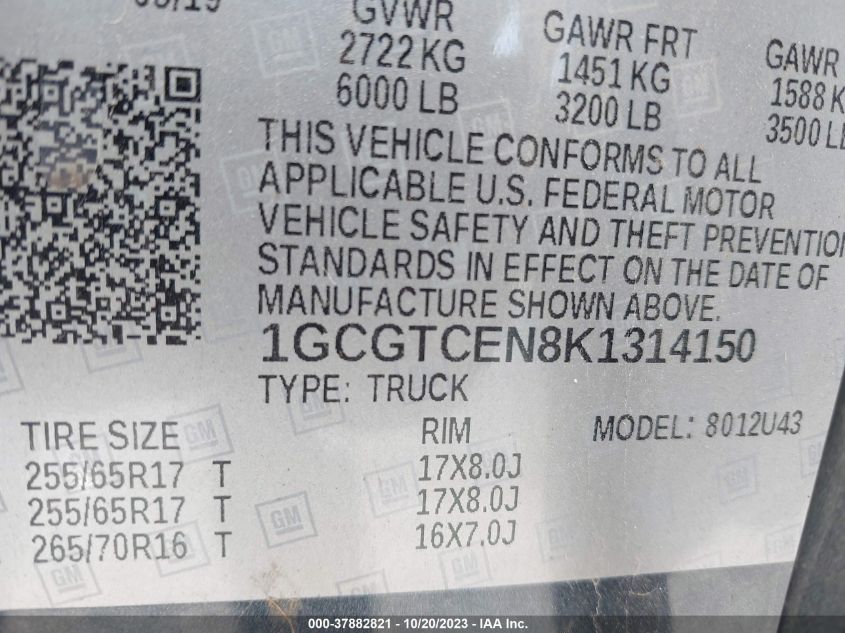 GVWR GAWR FRT GAWR
2722 KG 1451 KG 1588 K
6000 LB 3200 LB 3500 LB
THIS VEHICLE CONFORMS TO ALL
APPLICABLE U.S. FEDERAL MOTOR
VEHICLE SAFETY AND THEFT PREVENTION
STANDARDS IN EFFECT ON THE DATE OF
MANUFACTURE SHOWN ABOVE.
1GCGTCEN8K1314150
TYPE: TRUCK
TIRE SIZE RIM MODEL: 8012U43
255/65R17 T 17X8.0J
255/65R17 T 17X8.0J
265/70R16 T 16X7.0J
GM
000-37882821 - 10/20/2023 - IAA Inc.